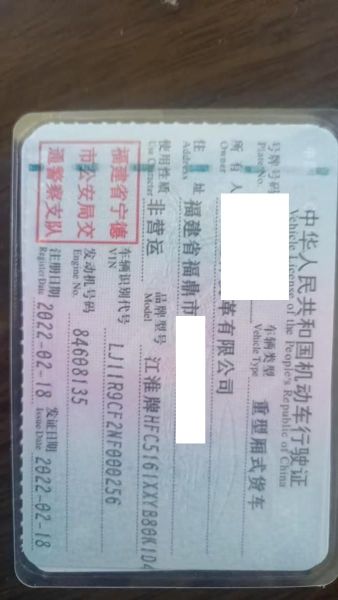 中华人民共和国机动车行驶证
Vehicle License of the People's Republic of China
号牌号码
Plate No.
车辆类型 重型厢式货车
Vehicle Type
所有人 革有限公司
Owner
住址 福建省福鼎市
Address
使用性质 非营运
Use Character
品牌型号 江淮牌HFC5161XXYB80K1D4
Model
福建省宁德
市公安局交
通警察支队
车辆识别代号 LJ11R9CF2NF000256
VIN
发动机号码 84608135
Engine No.
注册日期 2022-02-18
Register Date
发证日期 2022-02-18
Issue Date